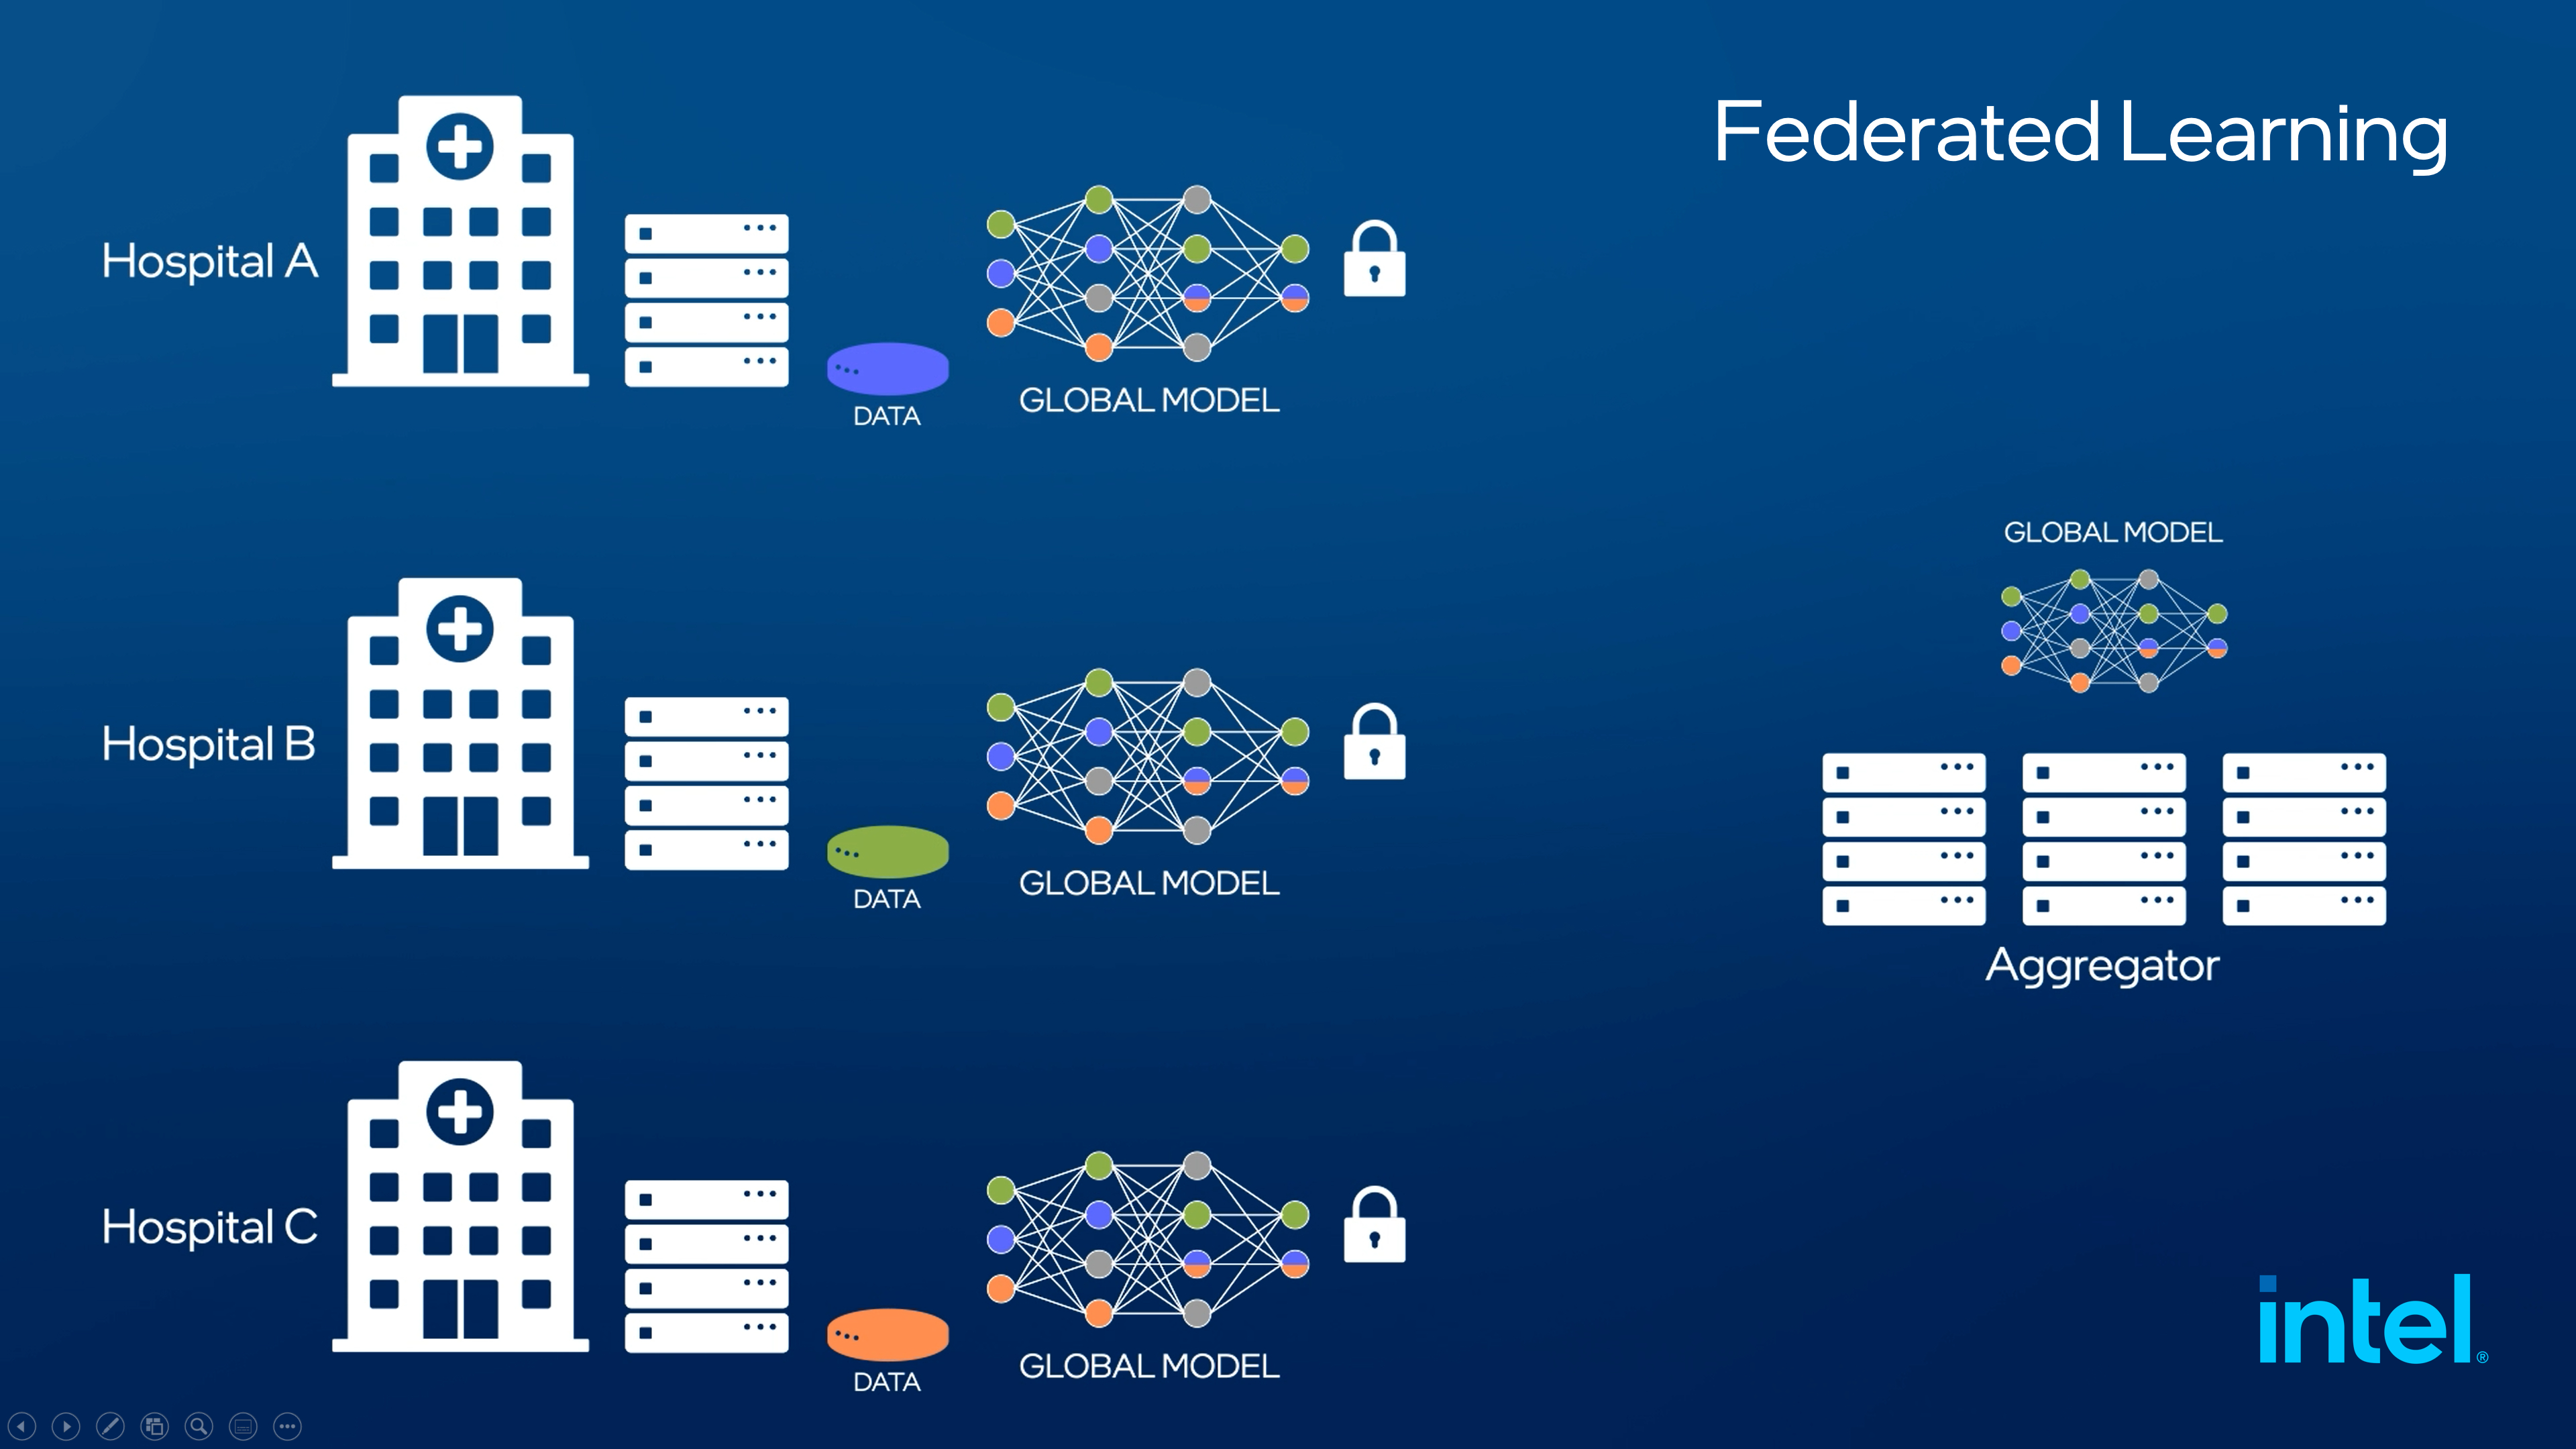 Federated Learning
Hospital A
DATA
GLOBAL MODEL
GLOBAL MODEL
Hospital B
DATA
GLOBAL MODEL
Aggregator
Hospital C
DATA
GLOBAL MODEL
intel®